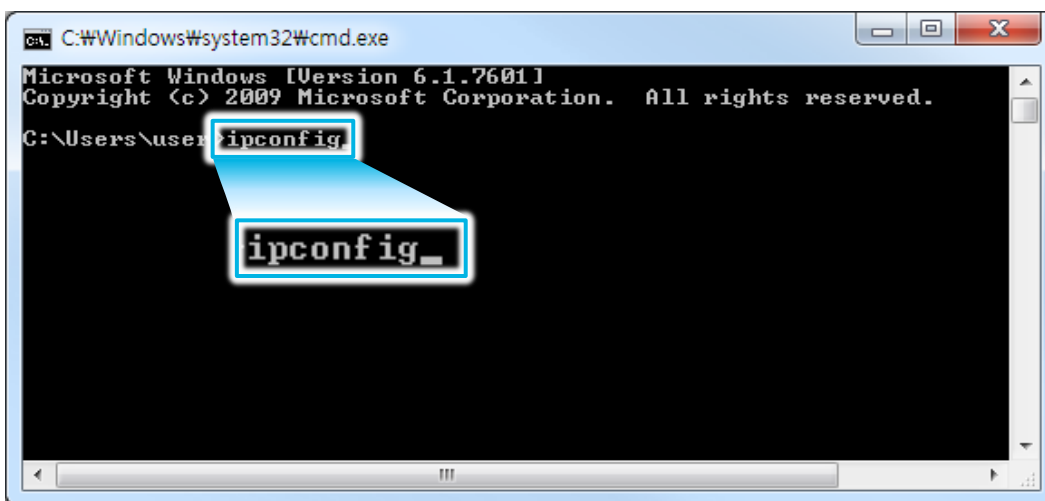 C:₩Windows₩system32₩cmd.exe
Microsoft Windows [Version 6.1.7601]
Copyright (c) 2009 Microsoft Corporation.  All rights reserved.
C:\Users\user>ipconfig_
ipconfig_